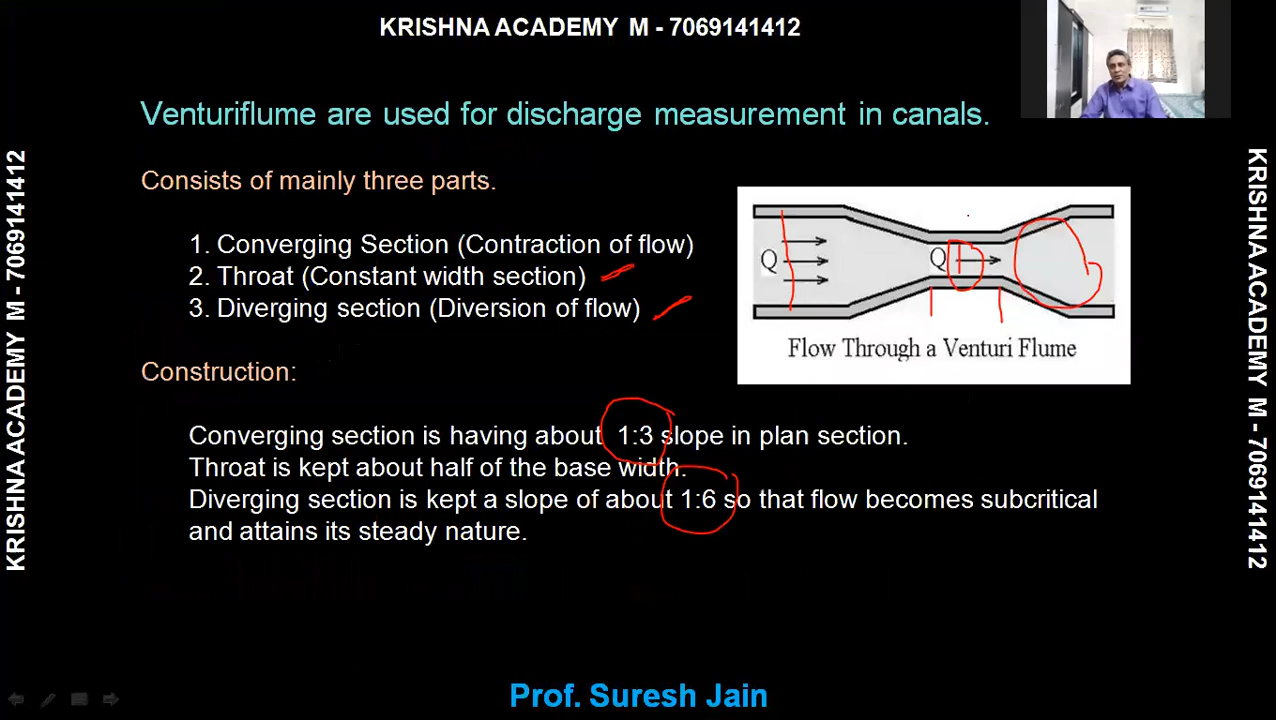 KRISHNA ACADEMY M - 7069141412
Venturiflume are used for discharge measurement in canals.
Consists of mainly three parts.
1. Converging Section (Contraction of flow)
2. Throat (Constant width section)
3. Diverging section (Diversion of flow)
Q
Q
Flow Through a Venturi Flume
Construction:
Converging section is having about 1:3 slope in plan section.
Throat is kept about half of the base width.
Diverging section is kept a slope of about 1:6 so that flow becomes subcritical
and attains its steady nature.
KRISHNA ACADEMY M - 7069141412
KRISHNA ACADEMY M - 7069141412
Prof. Suresh Jain